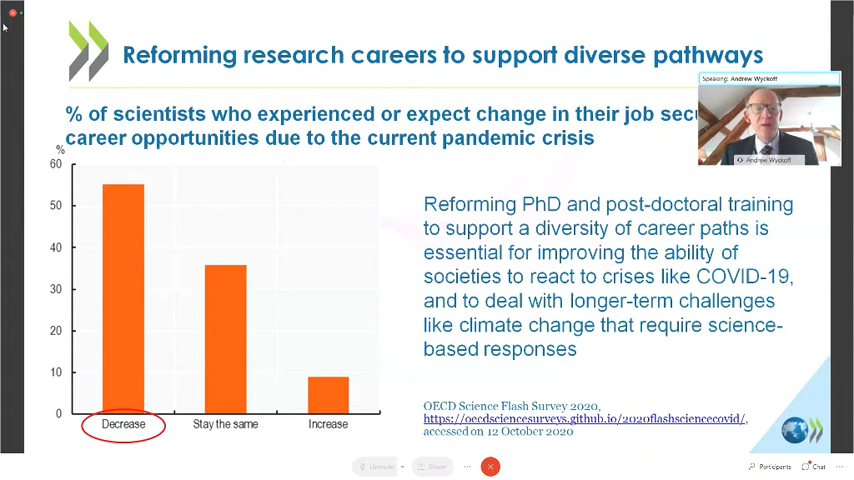 Reforming research careers to support diverse pathways
Speaking: Andrew Wyckoff
% of scientists who experienced or expect change in their job
career opportunities due to the current pandemic crisis
Andrew Wyckoff
%
60
50
40
30
20
10
0
Decrease
Stay the same
Increase
Reforming PhD and post-doctoral training
to support a diversity of career paths is
essential for improving the ability of
societies to react to crises like COVID-19,
and to deal with longer-term challenges
like climate change that require science-
based responses
OECD Science Flash Survey 2020,
https://oecdsciencesurveys.github.io/2020flashsciencecovid/,
accessed on 12 October 2020
Unmute
Share
Participants
Chat